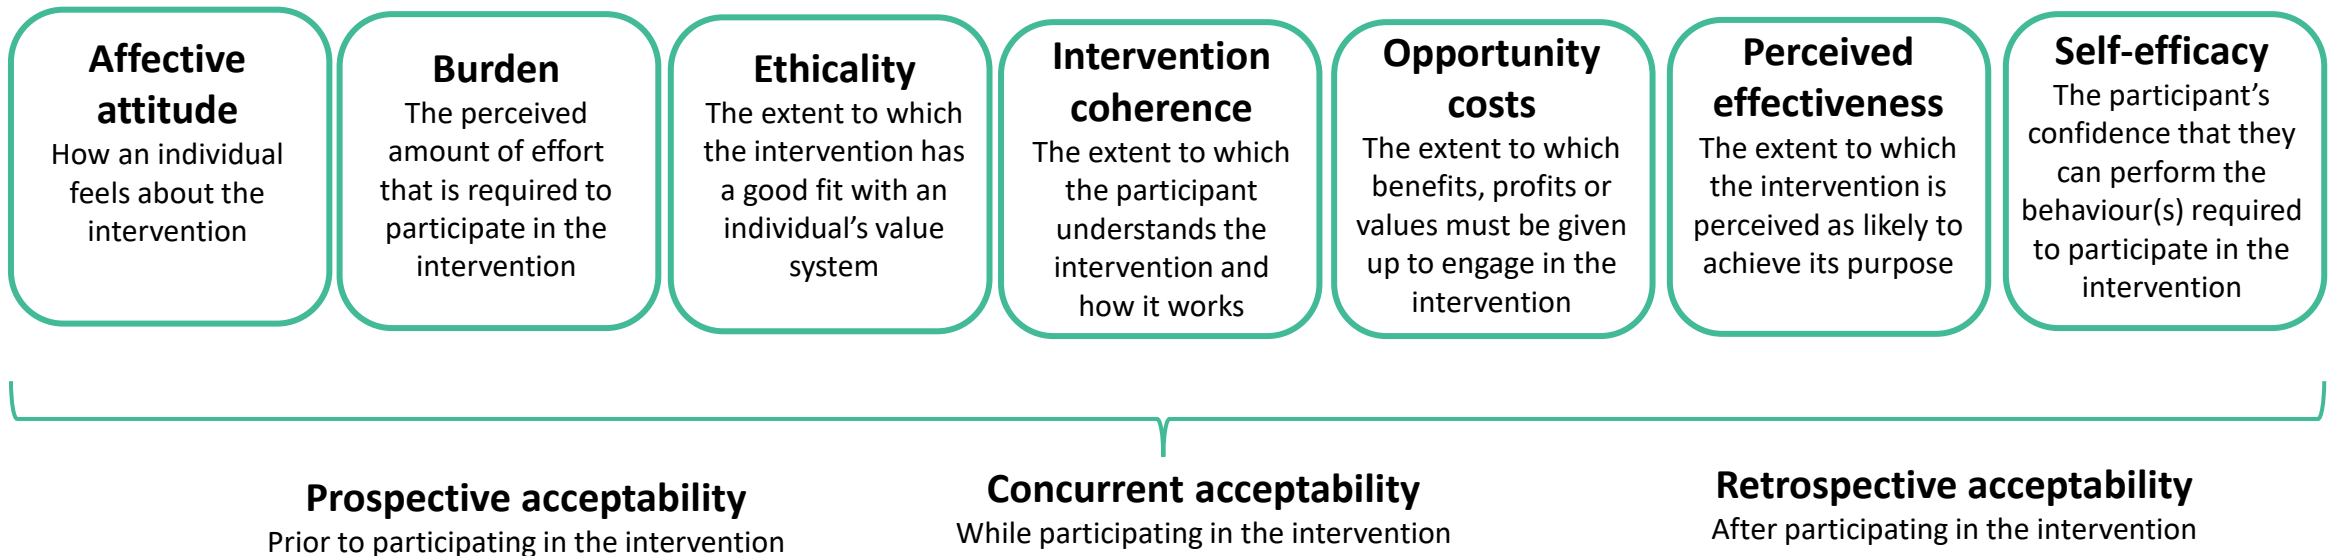 Affective
attitude
How an individual
feels about the
intervention
Burden
The perceived
amount of effort
that is required to
participate in the
intervention
Ethicality
The extent to which
the intervention has
a good fit with an
individual’s value
system
Intervention
coherence
The extent to which
the participant
understands the
intervention and
how it works
Opportunity
costs
The extent to which
benefits, profits or
values must be given
up to engage in the
intervention
Perceived
effectiveness
The extent to which
the intervention is
perceived as likely to
achieve its purpose
Self-efficacy
The participant’s
confidence that they
can perform the
behaviour(s) required
to participate in the
intervention
Prospective acceptability
Prior to participating in the intervention
Concurrent acceptability
While participating in the intervention
Retrospective acceptability
After participating in the intervention